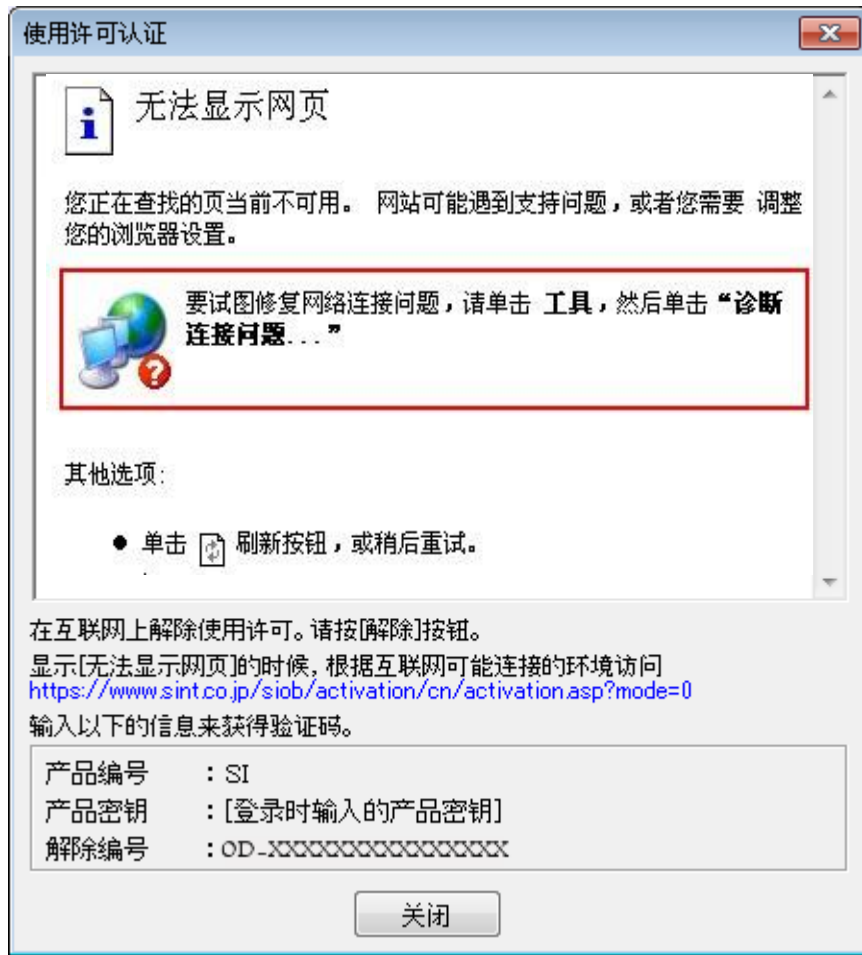 使用许可认证
无法显示网页
您正在查找的页当前不可用。 网站可能遇到支持问题，或者您需要 调整
您的浏览器设置。
要试图修复网络连接问题，请单击 工具，然后单击 “诊断
连接问题...”
其他选项:
● 单击 刷新按钮，或稍后重试。
在互联网上解除使用许可。请按[解除]按钮。
显示[无法显示网页]的时候, 根据互联网可能连接的环境访问
https://www.sint.co.jp/siob/activation/cn/activation.asp?mode=0
输入以下的信息来获得验证码。
产品编号 : SI
产品密钥 : [登录时输入的产品密钥]
解除编号 : OD-XXXXXXXXXXXXXXXXX
关闭